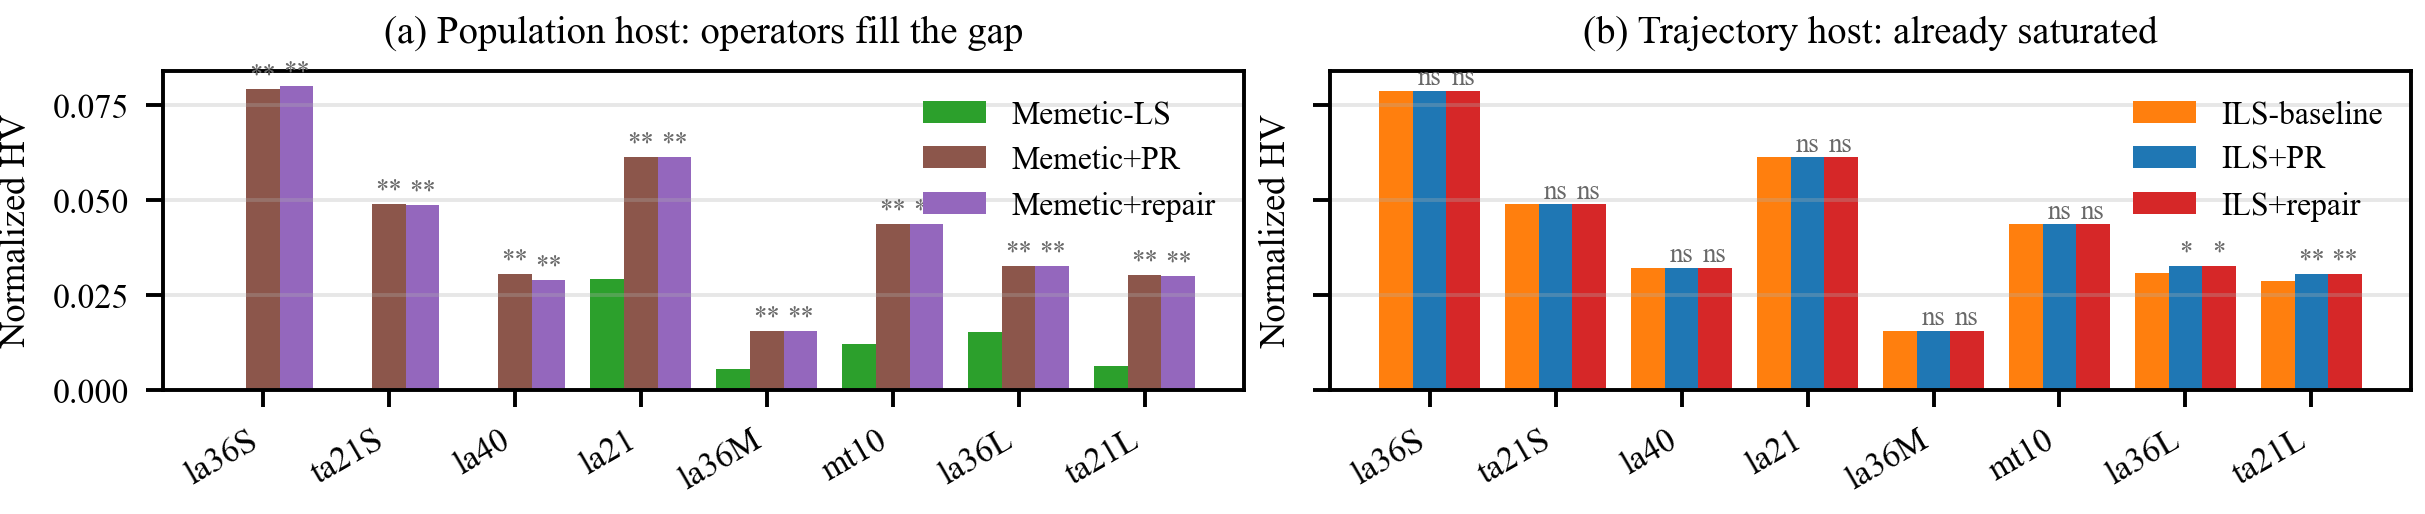 (a) Population host: operators fill the gap
Normalized HV
0.075
0.050
0.025
0.000
** **
** **
** **
** **
** **
** *
** **
** **
Memetic-LS
Memetic+PR
Memetic+repair
la36S
ta21S
la40
la21
la36M
mt10
la36L
ta21L
(b) Trajectory host: already saturated
Normalized HV
ns ns
ns ns
ns ns
ns ns
ns ns
ns ns
* *
** **
ILS-baseline
ILS+PR
ILS+repair
la36S
ta21S
la40
la21
la36M
mt10
la36L
ta21L